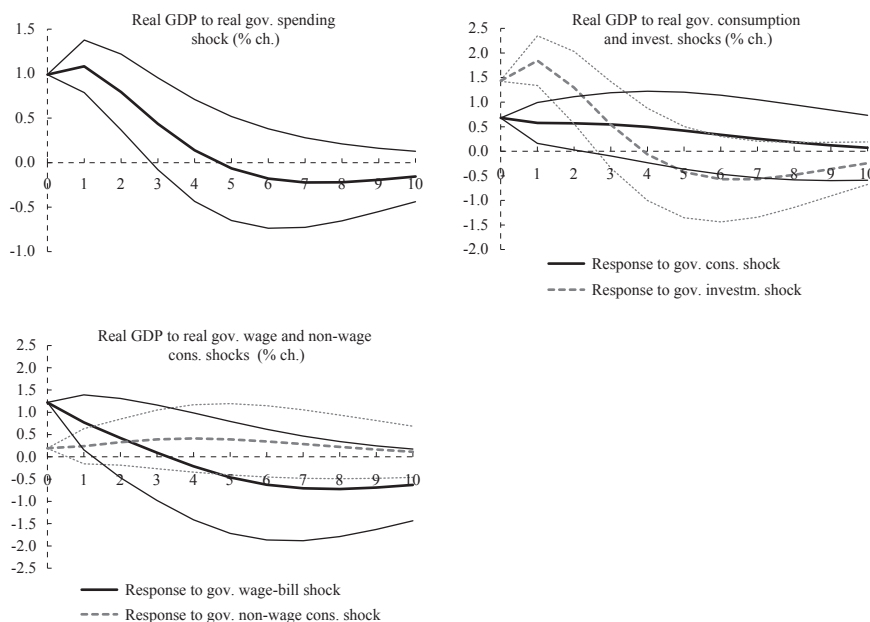 Real GDP to real gov. spending
shock (% ch.)
1.5
1.0
0.5
0.0
-0.5
-1.0
0 1 2 3 4 5 6 7 8 9 10
Real GDP to real gov. consumption
and invest. shocks (% ch.)
2.5
2.0
1.5
1.0
0.5
0.0
-0.5
-1.0
-1.5
-2.0
0 1 2 3 4 5 6 7 8 9 10
Response to gov. cons. shock
Response to gov. investm. shock
Real GDP to real gov. wage and non-wage
cons. shocks (% ch.)
2.5
2.0
1.5
1.0
0.5
0.0
-0.5
-1.0
-1.5
-2.0
-2.5
0 1 2 3 4 5 6 7 8 9 10
Response to gov. wage-bill shock
Response to gov. non-wage cons. shock